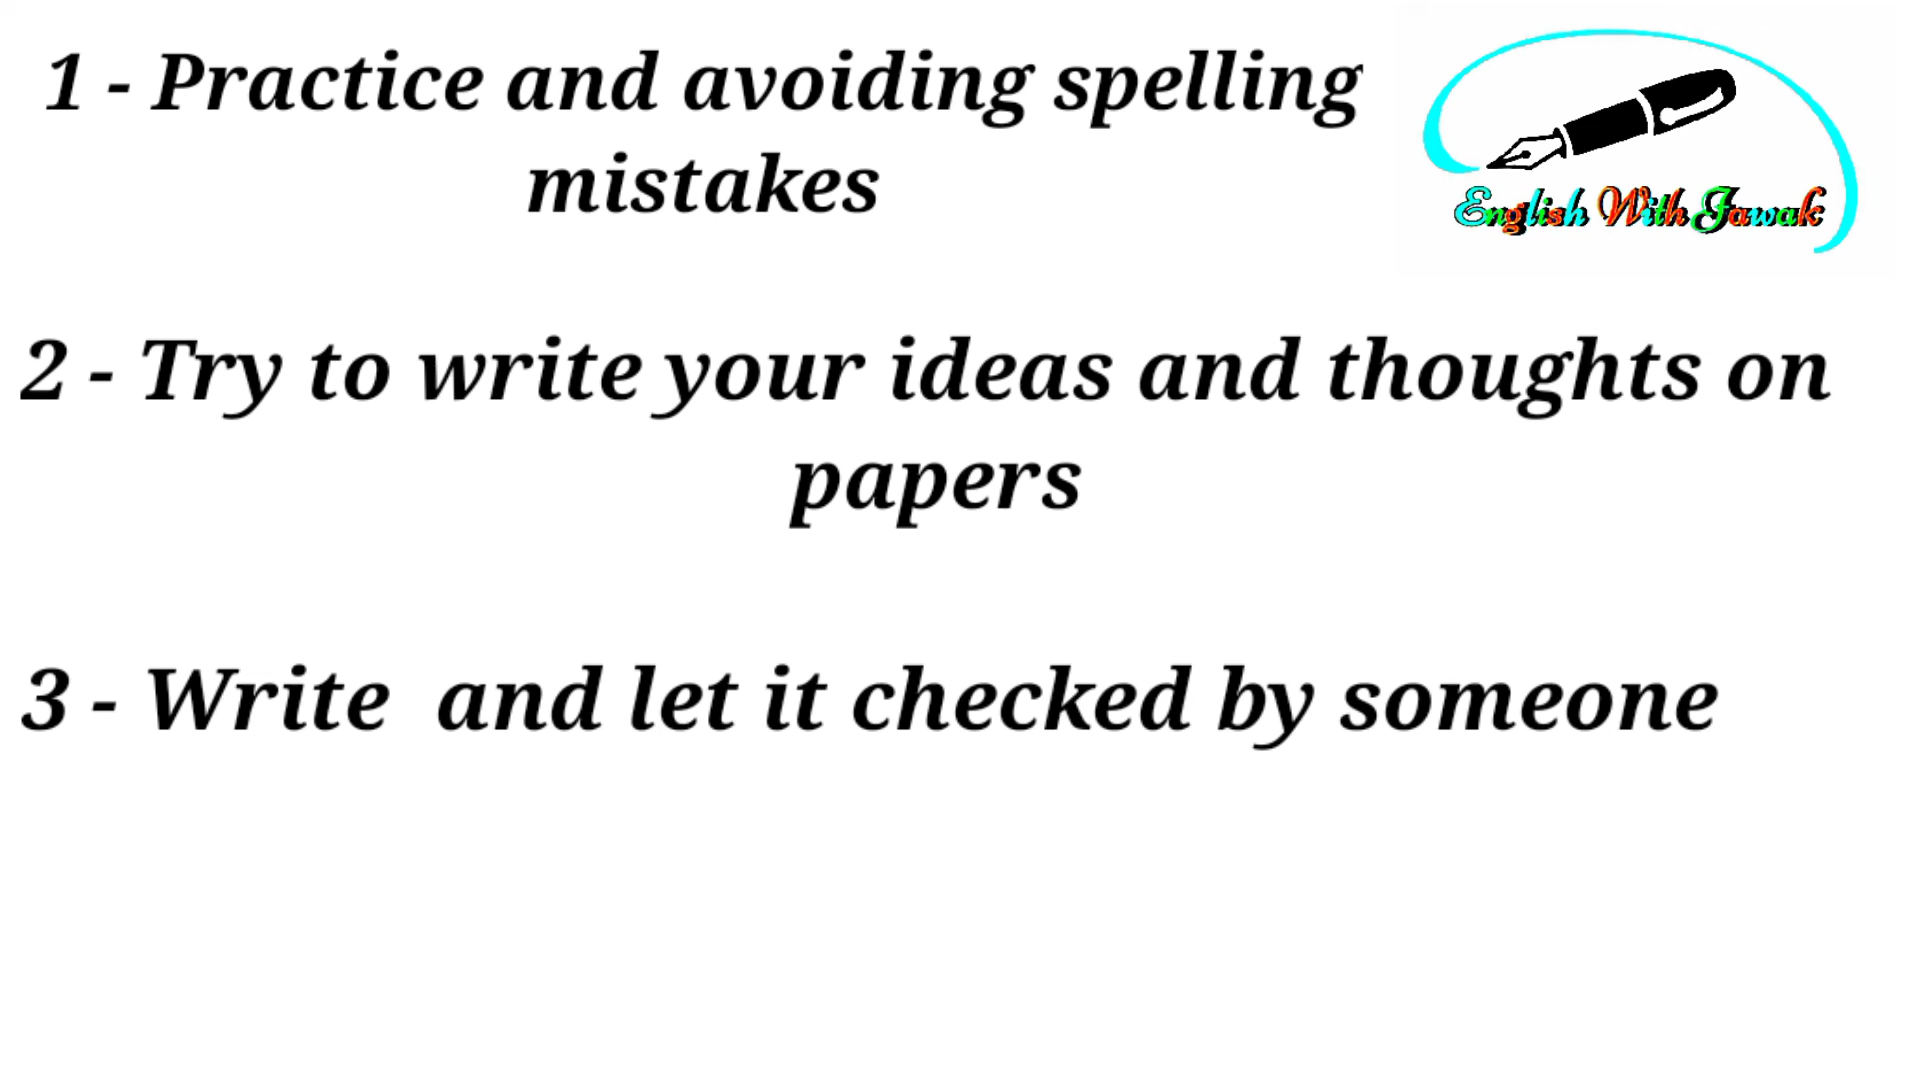 1 - Practice and avoiding spelling
mistakes
English With Jawak
2 - Try to write your ideas and thoughts on
papers
3 - Write  and let it checked by someone